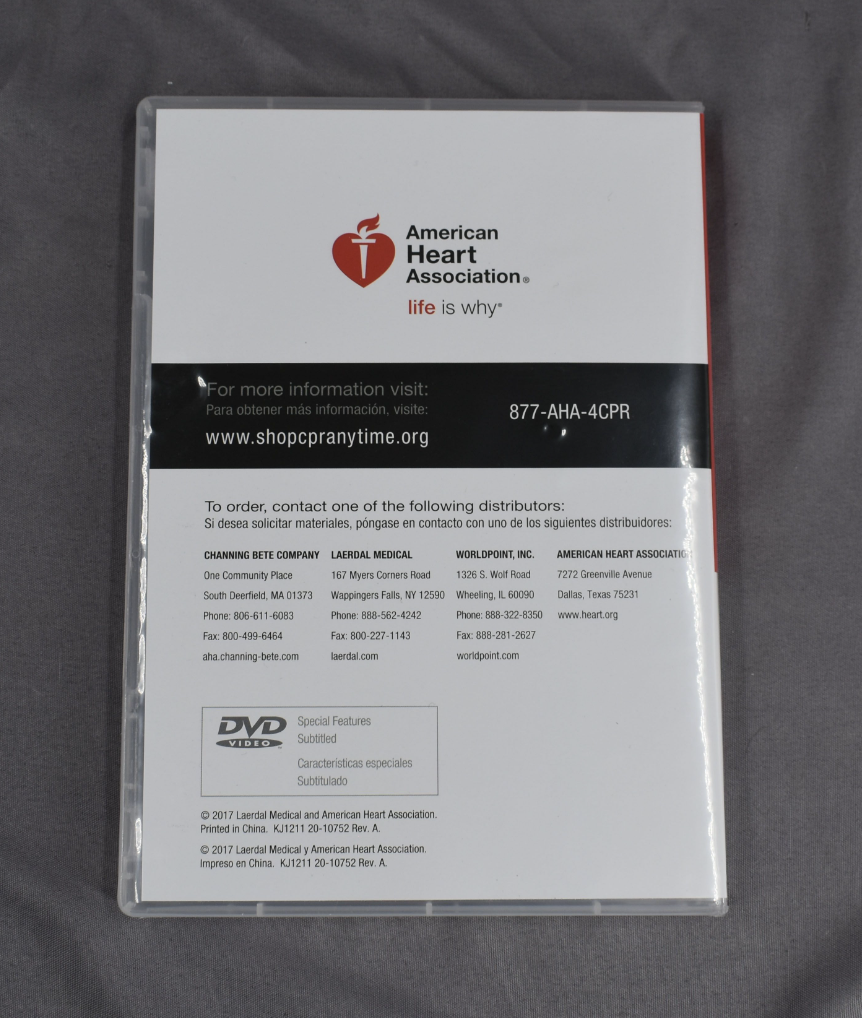 American
Heart
Association®
life is why®
For more information visit:
Para obtener más información, visite:
www.shopcpranytime.org
877-AHA-4CPR
To order, contact one of the following distributors:
Si desea solicitar materiales, póngase en contacto con uno de los siguientes distribuidores:
CHANNING BETE COMPANY
One Community Place
South Deerfield, MA 01373
Phone: 806-611-6083
Fax: 800-499-6464
aha.channing-bete.com
LAERDAL MEDICAL
167 Myers Corners Road
Wappingers Falls, NY 12590
Phone: 888-562-4242
Fax: 800-227-1143
laerdal.com
WORLDPOINT, INC.
1326 S. Wolf Road
Wheeling, IL 60090
Phone: 888-322-8350
Fax: 888-281-2627
worldpoint.com
AMERICAN HEART ASSOCIATION
7272 Greenville Avenue
Dallas, Texas 75231
www.heart.org
DVD
VIDEO™
Special Features
Subtitled
Características especiales
Subtitulado
© 2017 Laerdal Medical and American Heart Association.
Printed in China. KJ1211 20-10752 Rev. A.
© 2017 Laerdal Medical y American Heart Association.
Impreso en China. KJ1211 20-10752 Rev. A.